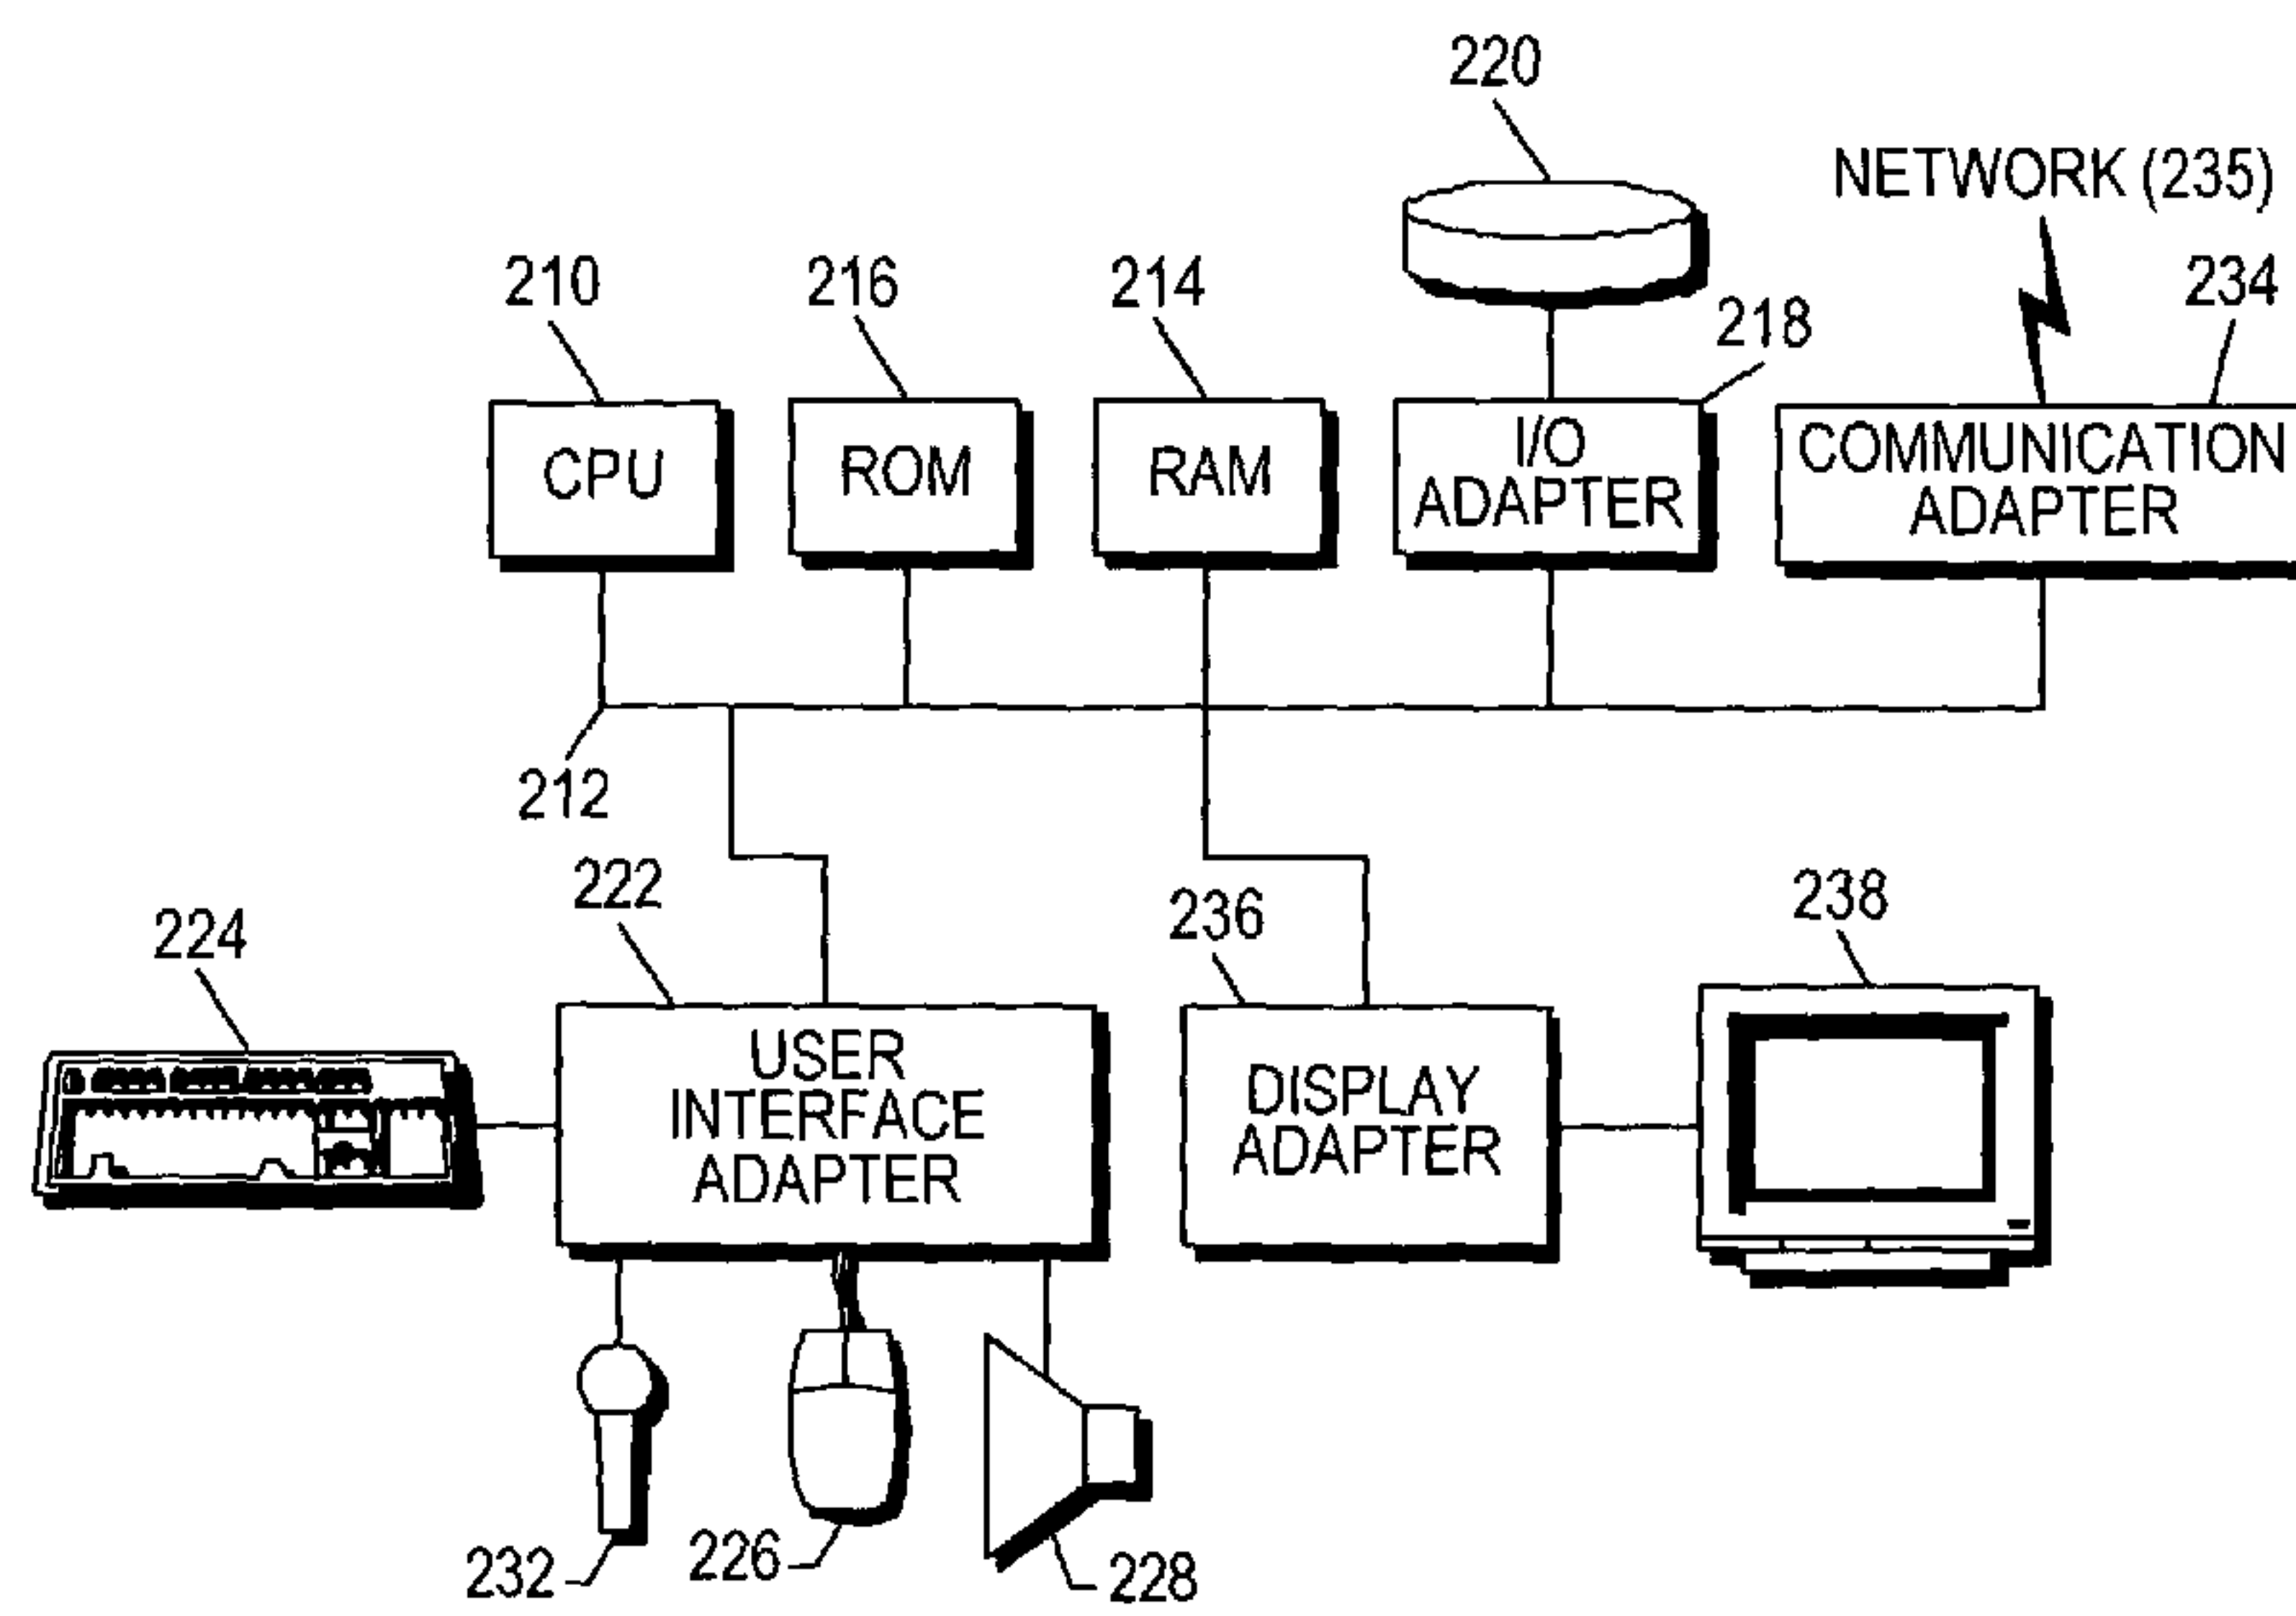 220
NETWORK (235)
210
216
214
218
234
CPU
ROM
RAM
I/O
ADAPTER
COMMUNICATION
ADAPTER
212
222
224
236
238
USER
INTERFACE
ADAPTER
DISPLAY
ADAPTER
232
226
228